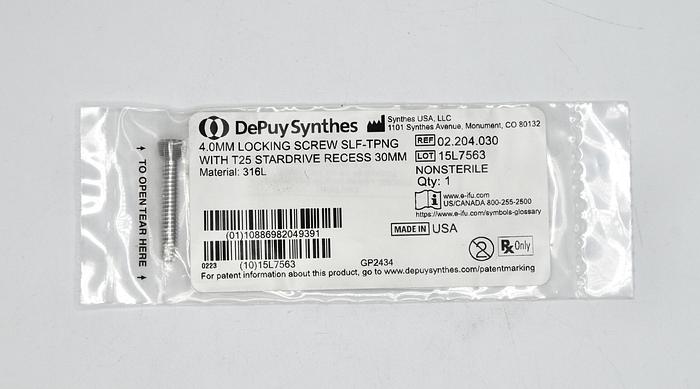 TO OPEN TEAR HERE
DePuy Synthes
Synthes USA, LLC
1101 Synthes Avenue, Monument, CO 80132
4.0MM LOCKING SCREW SLF-TPNG
WITH T25 STARDRIVE RECESS 30MM
Material: 316L
REF 02.204.030
LOT 15L7563
NONSTERILE
Qty: 1
www.e-ifu.com
US/CANADA 800-255-2500
https://www.e-ifu.com/symbols-glossary
MADE IN USA
(01)10886982049391
0223 (10)15L7563 GP2434
2
Rx Only
For patent information about this product, go to www.depuysynthes.com/patentmarking